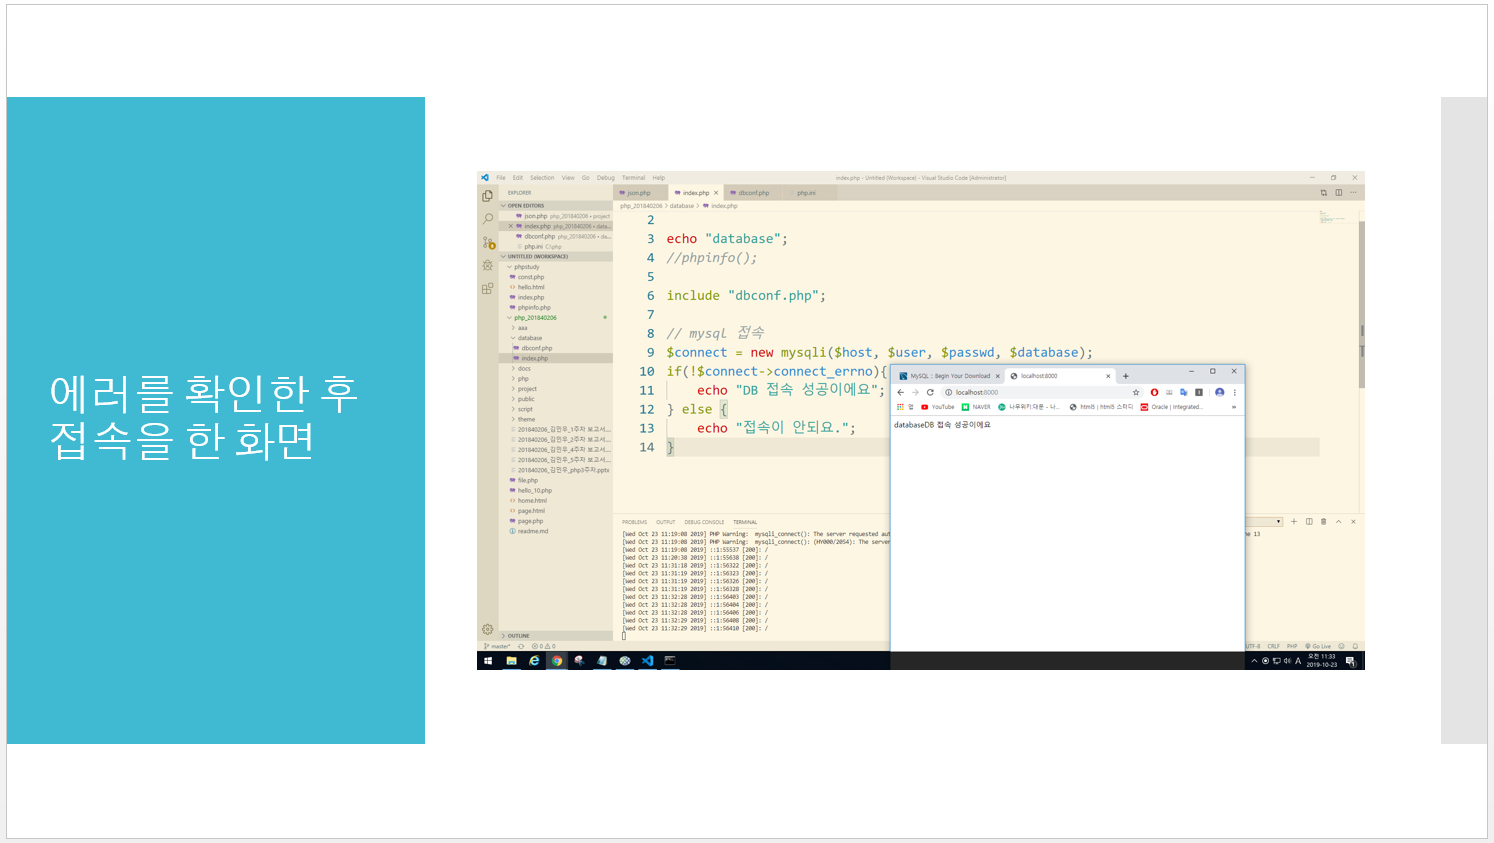 에러를 확인한 후
접속을 한 화면
File Edit Selection View Go Debug Terminal Help
index.php - Untitled (Workspace) - Visual Studio Code [Administrator]
EXPLORER
OPEN EDITORS
json.php php_201840206 • project
index.php php_201840206 • data...
dbconf.php php_201840206 • da...
php.ini C:\php
UNTITLED (WORKSPACE)
phpstudy
const.php
hello.html
index.php
phpinfo.php
php_201840206
aaa
database
dbconf.php
index.php
docs
php
project
public
script
theme
201840206_김민우_1주차 보고서....
201840206_김민우_2주차 보고서....
201840206_김민우_4주차 보고서....
201840206_김민우_5주차 보고서....
201840206_김민우_php3주차.pptx
file.php
hello_10.php
home.html
page.html
page.php
readme.md
OUTLINE
json.php index.php dbconf.php php.ini
php_201840206 > database > index.php
2
3 echo "database";
4 //phpinfo();
5
6 include "dbconf.php";
7
8 // mysql 접속
9 $connect = new mysqli($host, $user, $passwd, $database);
10 if(!$connect->connect_errno){
11 echo "DB 접속 성공이에요";
12 } else {
13 echo "접속이 안되요.";
14 }
PROBLEMS OUTPUT DEBUG CONSOLE TERMINAL
[Wed Oct 23 11:19:08 2019] PHP Warning: mysqli_connect(): The server requested aut
[Wed Oct 23 11:19:08 2019] PHP Warning: mysqli_connect(): (HY000/2054): The server
ne 13
[Wed Oct 23 11:19:08 2019] ::1:55537 [200]: /
[Wed Oct 23 11:20:38 2019] ::1:55638 [200]: /
[Wed Oct 23 11:31:18 2019] ::1:56322 [200]: /
[Wed Oct 23 11:31:19 2019] ::1:56323 [200]: /
[Wed Oct 23 11:31:19 2019] ::1:56326 [200]: /
[Wed Oct 23 11:31:19 2019] ::1:56328 [200]: /
[Wed Oct 23 11:32:28 2019] ::1:56403 [200]: /
[Wed Oct 23 11:32:28 2019] ::1:56404 [200]: /
[Wed Oct 23 11:32:28 2019] ::1:56406 [200]: /
[Wed Oct 23 11:32:29 2019] ::1:56408 [200]: /
[Wed Oct 23 11:32:29 2019] ::1:56410 [200]: /
MySQL :: Begin Your Download
localhost:8000
localhost:8000
앱 YouTube NAVER 나무위키:대문 - 나... html5 | html5 스터디 Oracle | Integrated... »
databaseDB 접속 성공이에요
master* 0 0
UTF-8 CRLF PHP Go Live
A 오전 11:33
2019-10-23